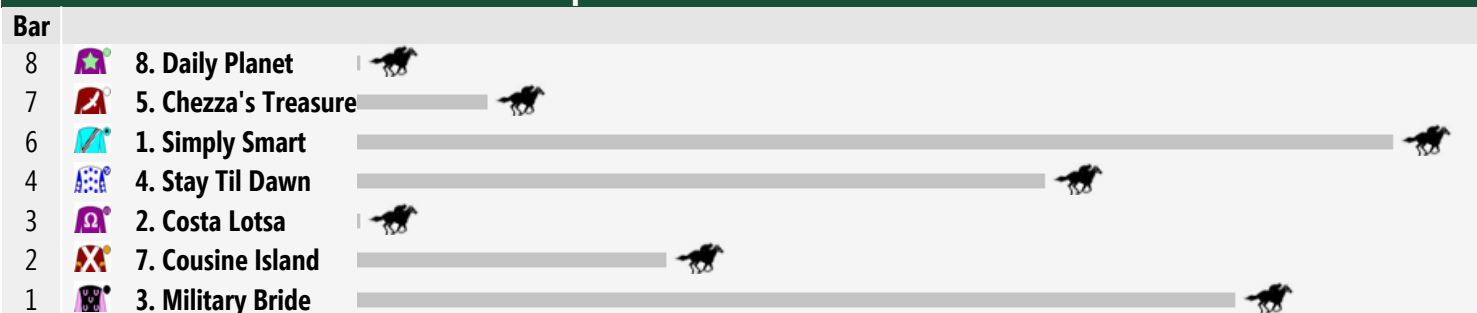 Bar
8 8. Daily Planet
7 5. Chezza's Treasure
6 1. Simply Smart
4 4. Stay Til Dawn
3 Ω 2. Costa Lotsa
2 X 7. Cousine Island
1 3. Military Bride